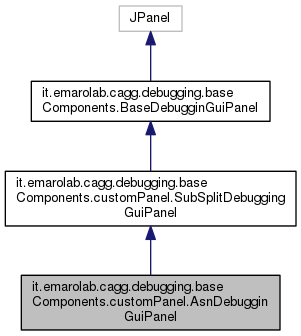 JPanel
it.emarolab.cagg.debugging.base
Components.BaseDebugginGuiPanel
it.emarolab.cagg.debugging.base
Components.customPanel.SubSplitDebugging
GuiPanel
it.emarolab.cagg.debugging.base
Components.customPanel.AsnDebuggin
GuiPanel